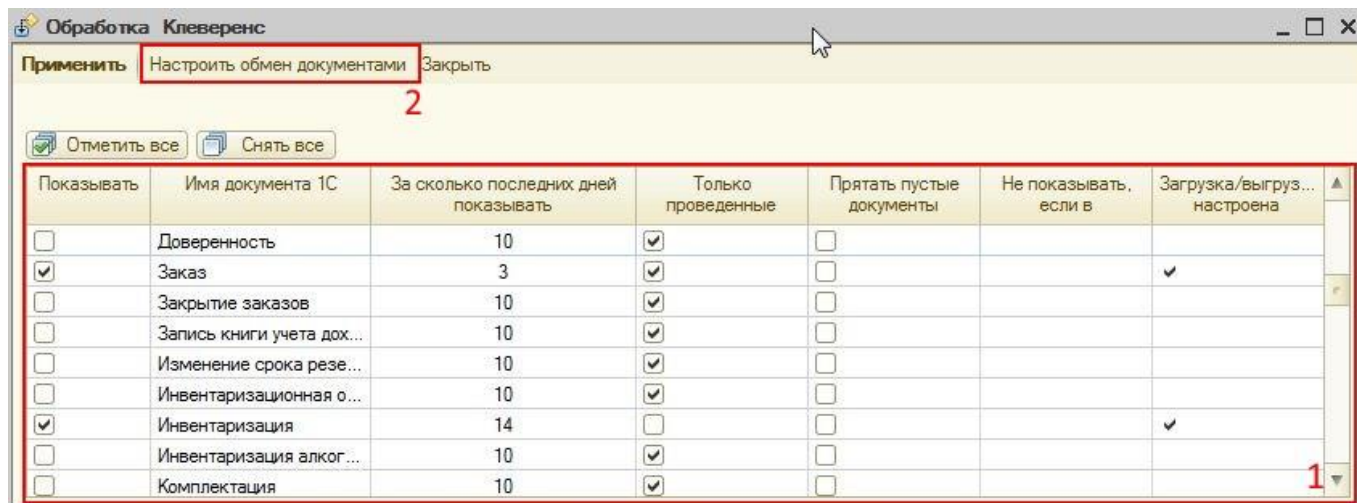 Обработка Клеверенс
Применить Настроить обмен документами Закрыть
2
Отметить все Снять все
Показывать Имя документа 1С За сколько последних дней показывать Только проведенные Прятать пустые документы Не показывать, если в Загрузка/выгруз... настроена
Доверенность 10
Заказ 3
Закрытие заказов 10
Запись книги учета дох... 10
Изменение срока резе... 10
Инвентаризационная о... 10
Инвентаризация 14
Инвентаризация алког... 10
Комплектация 10
1